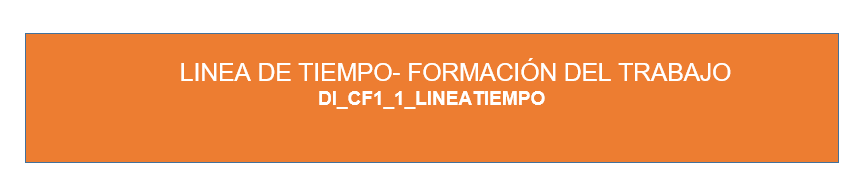 LINEA DE TIEMPO- FORMACIÓN DEL TRABAJO
DI_CF1_1_LINEATIEMPO